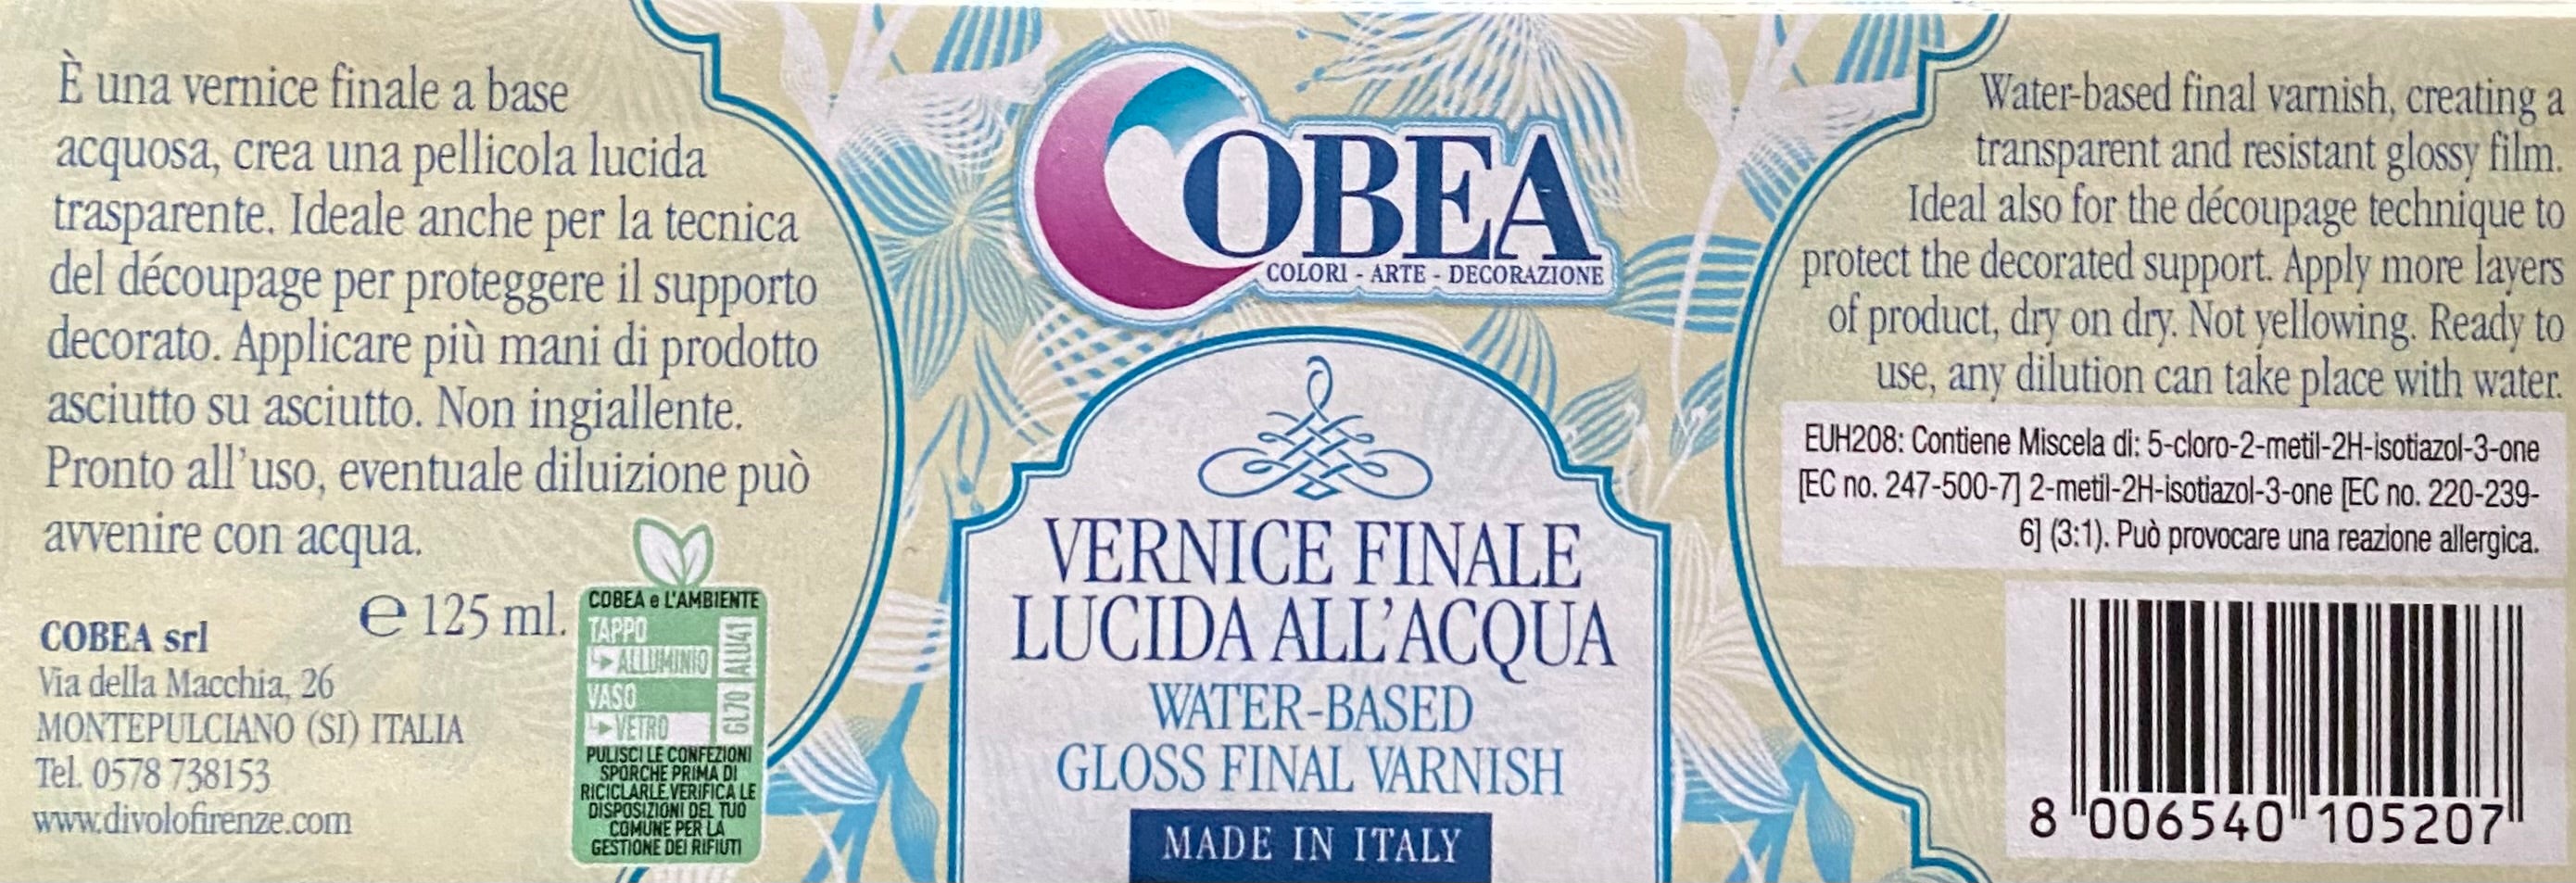 È una vernice finale a base
acquosa, crea una pellicola lucida
trasparente. Ideale anche per la tecnica
del découpage per proteggere il supporto
decorato. Applicare più mani di prodotto
asciutto su asciutto. Non ingiallente.
Pronto all'uso, eventuale diluizione può
avvenire con acqua.
℮ 125 ml.
COBEA srl
Via della Macchia, 26
MONTEPULCIANO (SI) ITALIA
Tel. 0578 738153
www.divolofirenze.com
COBEA e L'AMBIENTE
TAPPO
ALLUMINIO
ALU41
VASO
VETRO
GL70
PULISCI LE CONFEZIONI
SPORCHE PRIMA DI
RICICLARLE.VERIFICA LE
DISPOSIZIONI DEL TUO
COMUNE PER LA
GESTIONE DEI RIFIUTI
COBEA
COLORI - ARTE - DECORAZIONE
VERNICE FINALE
LUCIDA ALL'ACQUA
WATER-BASED
GLOSS FINAL VARNISH
MADE IN ITALY
Water-based final varnish, creating a
transparent and resistant glossy film.
Ideal also for the découpage technique to
protect the decorated support. Apply more layers
of product, dry on dry. Not yellowing. Ready to
use, any dilution can take place with water.
EUH208: Contiene Miscela di: 5-cloro-2-metil-2H-isotiazol-3-one
[EC no. 247-500-7] 2-metil-2H-isotiazol-3-one [EC no. 220-239-
6] (3:1). Può provocare una reazione allergica.
8 006540 105207